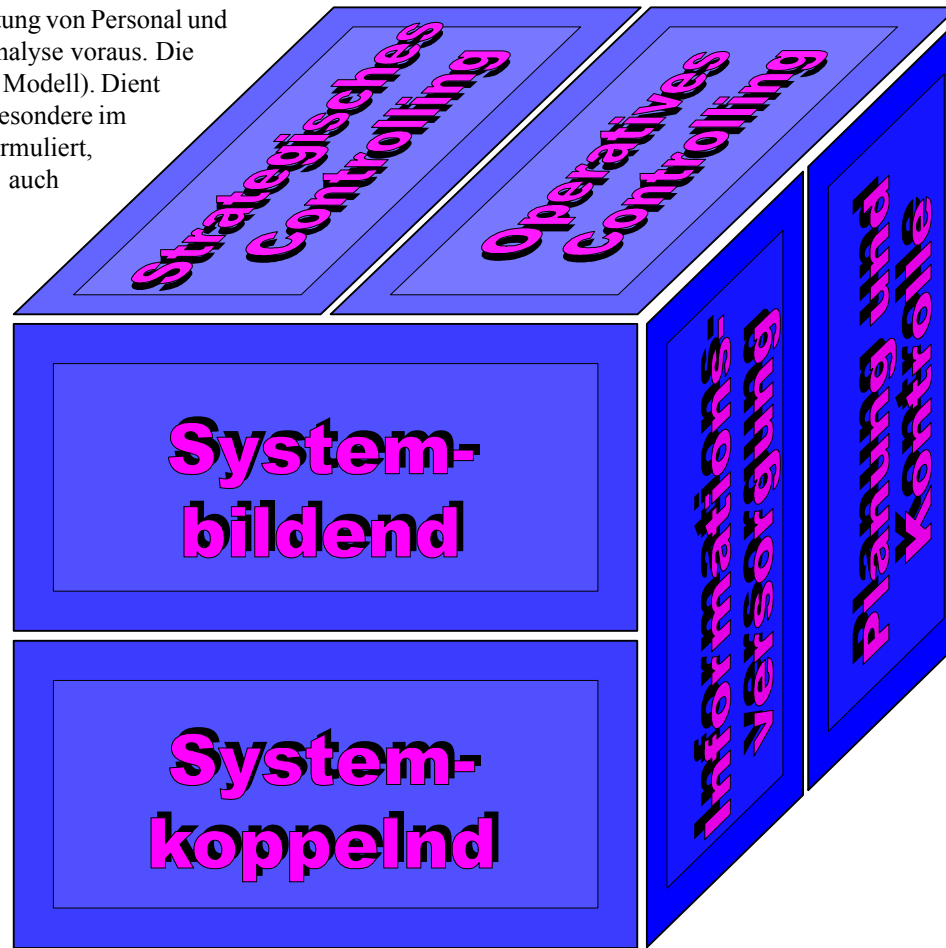 tung von Personal und
nalyse voraus. Die
Modell). Dient
esondere im
rmuliert,
auch
Strategisches
Controlling
Operatives
Controlling
System-
bildend
System-
koppelnd
Informations-
versorgung
Planung und
Kontrolle